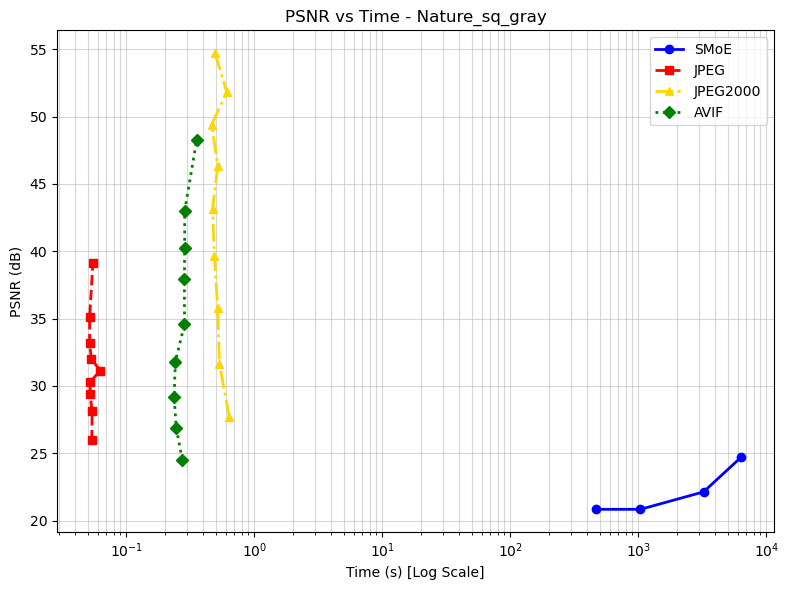 PSNR vs Time - Nature_sq_gray
SMoE
JPEG
JPEG2000
AVIF
PSNR (dB)
55
50
45
40
35
30
25
20
10⁻¹
10⁰
10¹
10²
10³
10⁴
Time (s) [Log Scale]